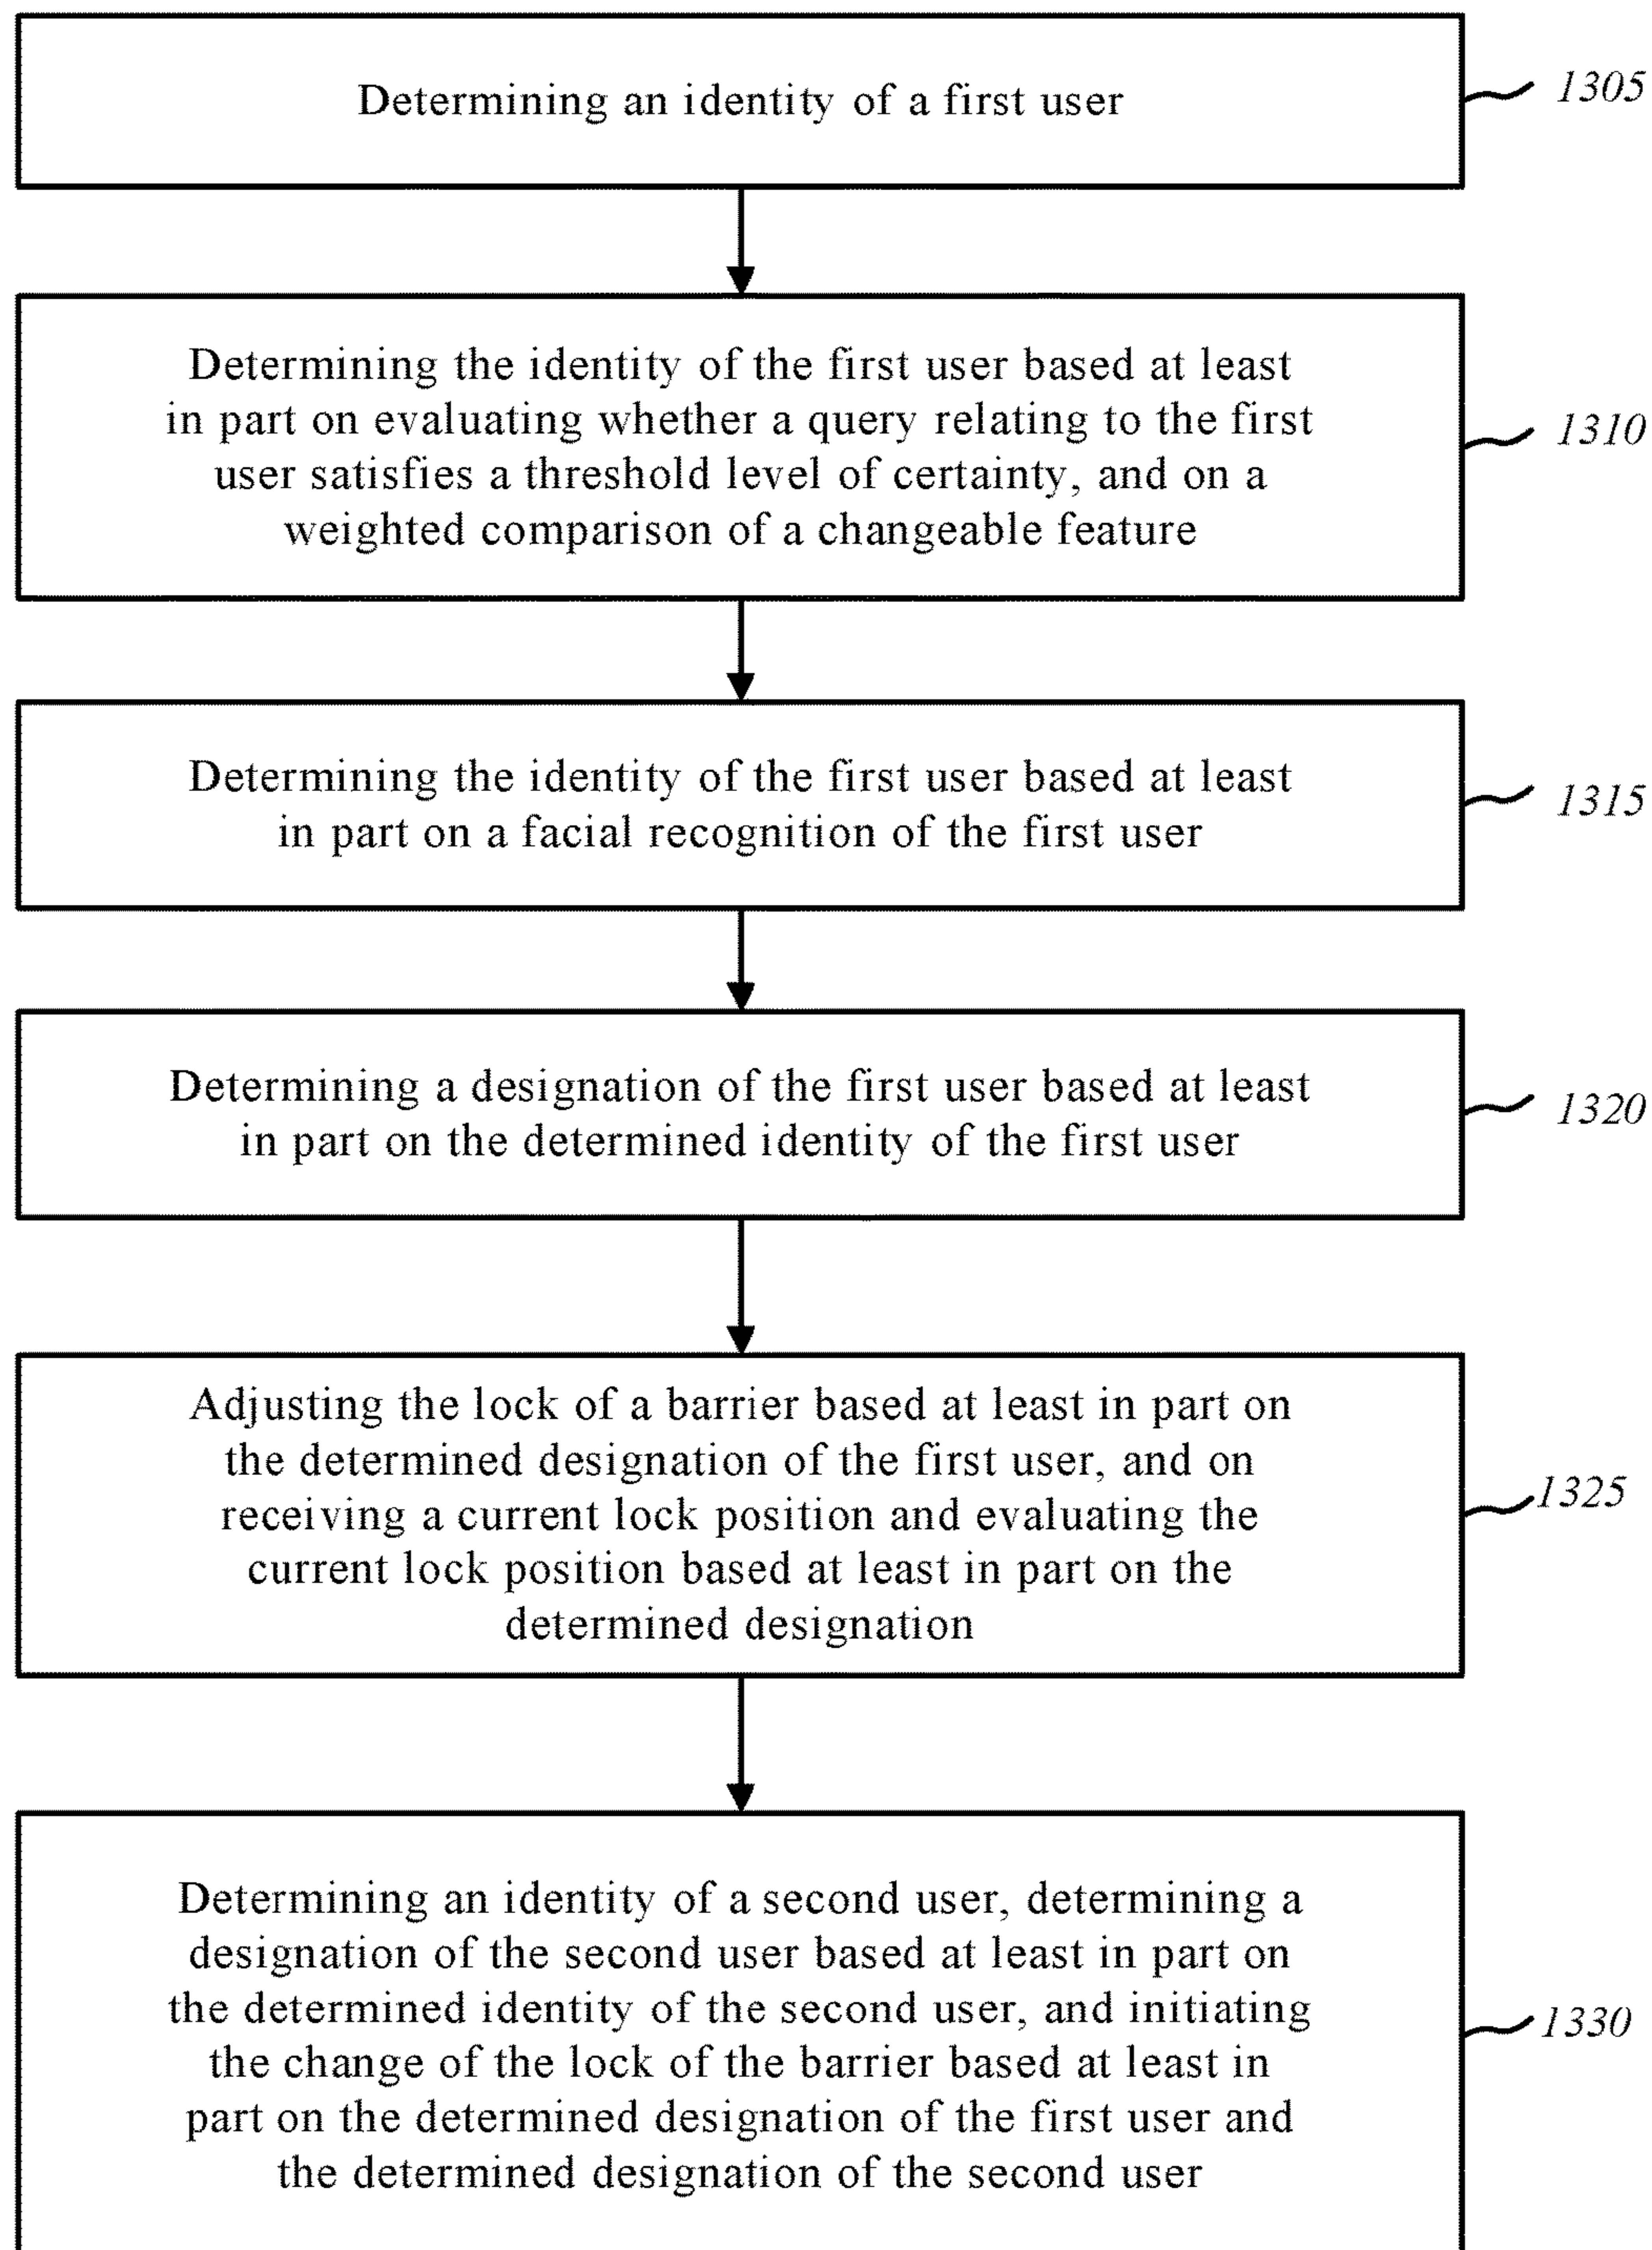 Determining an identity of a first user
1305
Determining the identity of the first user based at least
in part on evaluating whether a query relating to the first
user satisfies a threshold level of certainty, and on a
weighted comparison of a changeable feature
1310
Determining the identity of the first user based at least
in part on a facial recognition of the first user
1315
Determining a designation of the first user based at least
in part on the determined identity of the first user
1320
Adjusting the lock of a barrier based at least in part on
the determined designation of the first user, and on
receiving a current lock position and evaluating the
current lock position based at least in part on the
determined designation
1325
Determining an identity of a second user, determining a
designation of the second user based at least in part on
the determined identity of the second user, and initiating
the change of the lock of the barrier based at least in
part on the determined designation of the first user and
the determined designation of the second user
1330